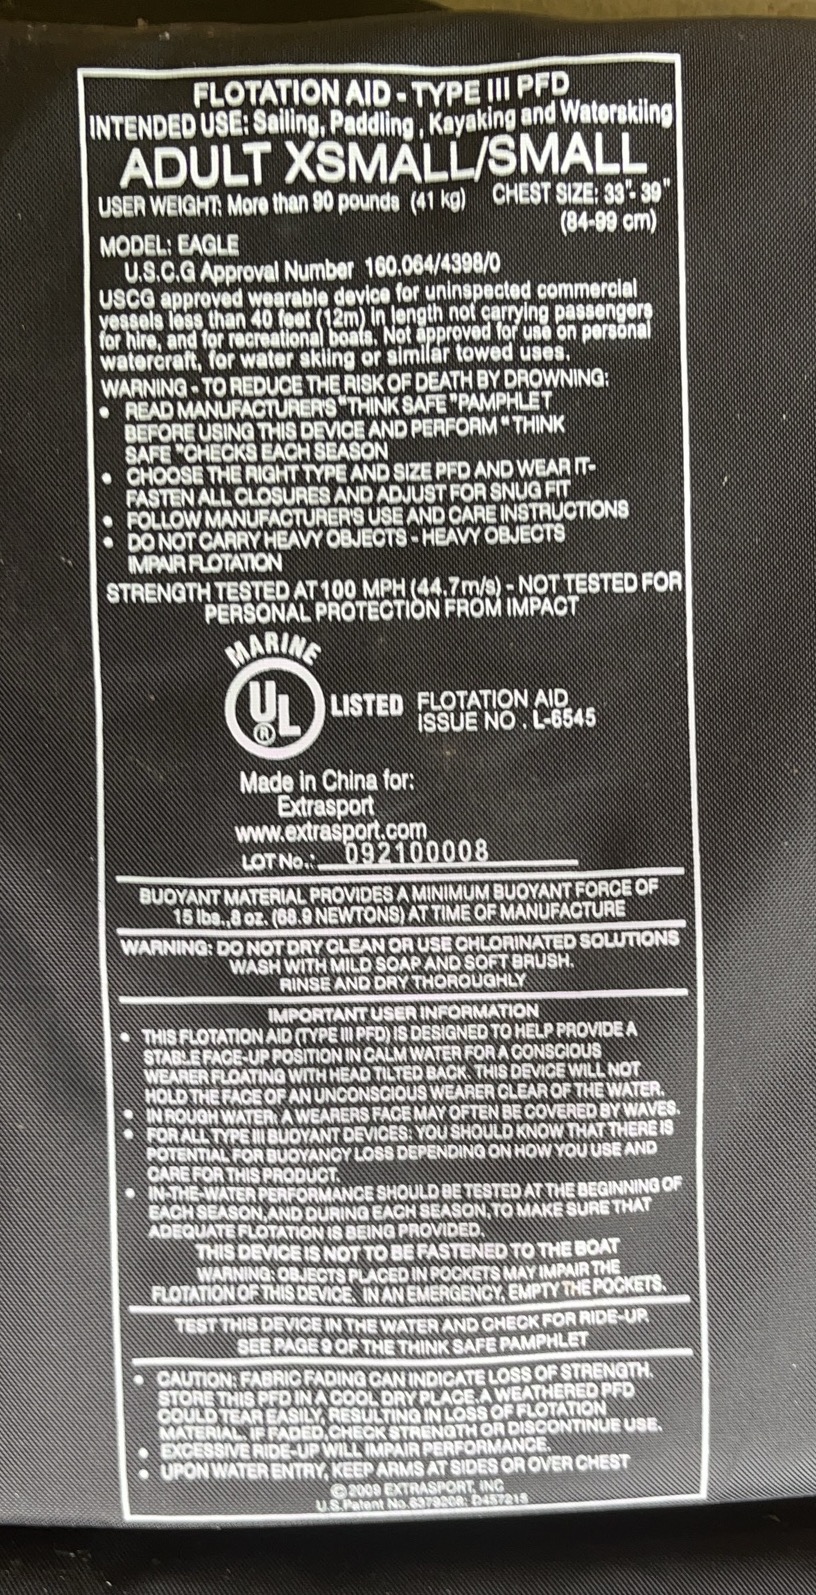 FLOTATION AID - TYPE III PFD
INTENDED USE: Sailing, Paddling , Kayaking and Waterskiing
ADULT XSMALL/SMALL
USER WEIGHT: More than 90 pounds (41 kg) CHEST SIZE: 33"- 39"
(84-99 cm)
MODEL: EAGLE
U.S.C.G Approval Number 160.064/4398/0
USCG approved wearable device for uninspected commercial
vessels less than 40 feet (12m) in length not carrying passengers
for hire, and for recreational boats. Not approved for use on personal
watercraft, for water skiing or similar towed uses.
WARNING - TO REDUCE THE RISK OF DEATH BY DROWNING:
• READ MANUFACTURER'S "THINK SAFE "PAMPHLET
BEFORE USING THIS DEVICE AND PERFORM " THINK
SAFE "CHECKS EACH SEASON
• CHOOSE THE RIGHT TYPE AND SIZE PFD AND WEAR IT-
FASTEN ALL CLOSURES AND ADJUST FOR SNUG FIT
• FOLLOW MANUFACTURER'S USE AND CARE INSTRUCTIONS
• DO NOT CARRY HEAVY OBJECTS - HEAVY OBJECTS
IMPAIR FLOTATION
STRENGTH TESTED AT 100 MPH (44.7m/s) - NOT TESTED FOR
PERSONAL PROTECTION FROM IMPACT
MARINE
UL ® LISTED FLOTATION AID
ISSUE NO . L-6545
Made in China for:
Extrasport
www.extrasport.com
LOT No.: 092100008
BUOYANT MATERIAL PROVIDES A MINIMUM BUOYANT FORCE OF
15 lbs.,8 oz. (68.9 NEWTONS) AT TIME OF MANUFACTURE
WARNING: DO NOT DRY CLEAN OR USE CHLORINATED SOLUTIONS
WASH WITH MILD SOAP AND SOFT BRUSH.
RINSE AND DRY THOROUGHLY
IMPORTANT USER INFORMATION
• THIS FLOTATION AID (TYPE III PFD) IS DESIGNED TO HELP PROVIDE A
STABLE FACE-UP POSITION IN CALM WATER FOR A CONSCIOUS
WEARER FLOATING WITH HEAD TILTED BACK. THIS DEVICE WILL NOT
HOLD THE FACE OF AN UNCONSCIOUS WEARER CLEAR OF THE WATER.
• IN ROUGH WATER: A WEARERS FACE MAY OFTEN BE COVERED BY WAVES.
• FOR ALL TYPE III BUOYANT DEVICES: YOU SHOULD KNOW THAT THERE IS
POTENTIAL FOR BUOYANCY LOSS DEPENDING ON HOW YOU USE AND
CARE FOR THIS PRODUCT.
• IN-THE-WATER PERFORMANCE SHOULD BE TESTED AT THE BEGINNING OF
EACH SEASON,AND DURING EACH SEASON,TO MAKE SURE THAT
ADEQUATE FLOTATION IS BEING PROVIDED.
THIS DEVICE IS NOT TO BE FASTENED TO THE BOAT
WARNING: OBJECTS PLACED IN POCKETS MAY IMPAIR THE
FLOTATION OF THIS DEVICE. IN AN EMERGENCY, EMPTY THE POCKETS.
TEST THIS DEVICE IN THE WATER AND CHECK FOR RIDE-UP.
SEE PAGE 9 OF THE THINK SAFE PAMPHLET
• CAUTION: FABRIC FADING CAN INDICATE LOSS OF STRENGTH.
STORE THIS PFD IN A COOL DRY PLACE.A WEATHERED PFD
COULD TEAR EASILY, RESULTING IN LOSS OF FLOTATION
MATERIAL. IF FADED,CHECK STRENGTH OR DISCONTINUE USE.
• EXCESSIVE RIDE-UP WILL IMPAIR PERFORMANCE.
• UPON WATER ENTRY, KEEP ARMS AT SIDES OR OVER CHEST
© 2009 EXTRASPORT, INC
U.S.Patent No.6379208; D457215